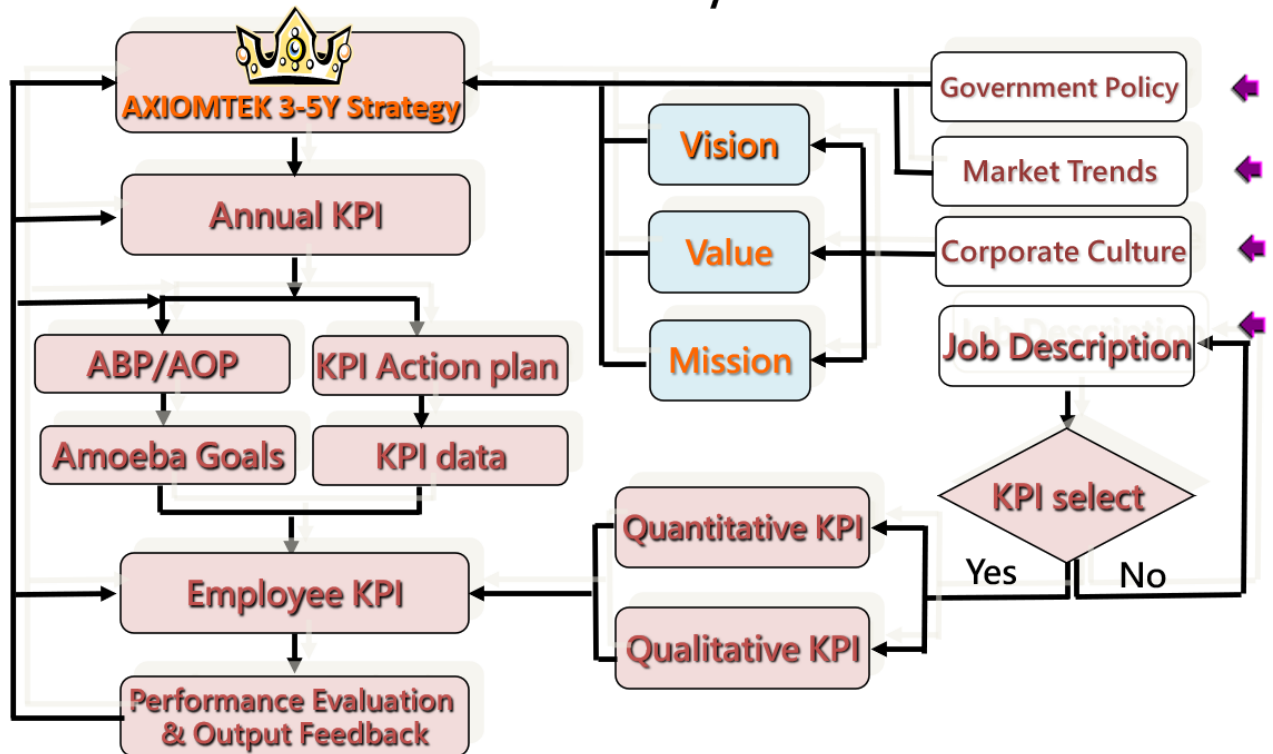 AXIOMTEK 3-5Y Strategy
Annual KPI
ABP/AOP
KPI Action plan
Amoeba Goals
KPI data
Employee KPI
Performance Evaluation
& Output Feedback
Vision
Value
Mission
Government Policy
Market Trends
Corporate Culture
Job Description
KPI select
Yes
No
Quantitative KPI
Qualitative KPI